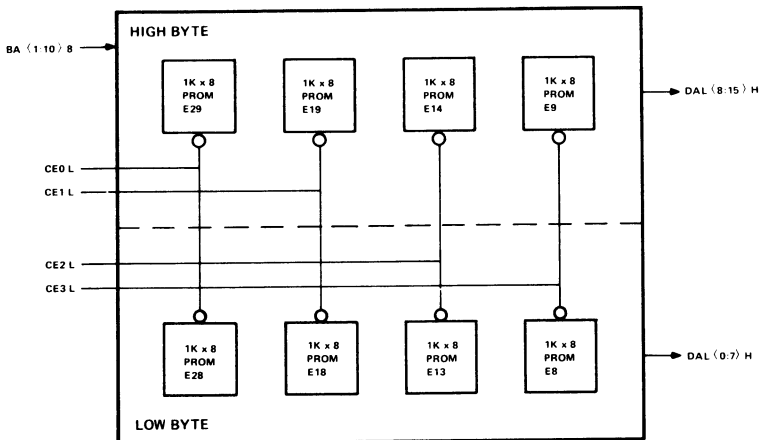 HIGH BYTE
BA ⟨1:10⟩ 8
1K x 8
PROM
E29
1K x 8
PROM
E19
1K x 8
PROM
E14
1K x 8
PROM
E9
DAL ⟨8:15⟩ H
CE0 L
CE1 L
CE2 L
CE3 L
1K x 8
PROM
E28
1K x 8
PROM
E18
1K x 8
PROM
E13
1K x 8
PROM
E8
DAL ⟨0:7⟩ H
LOW BYTE